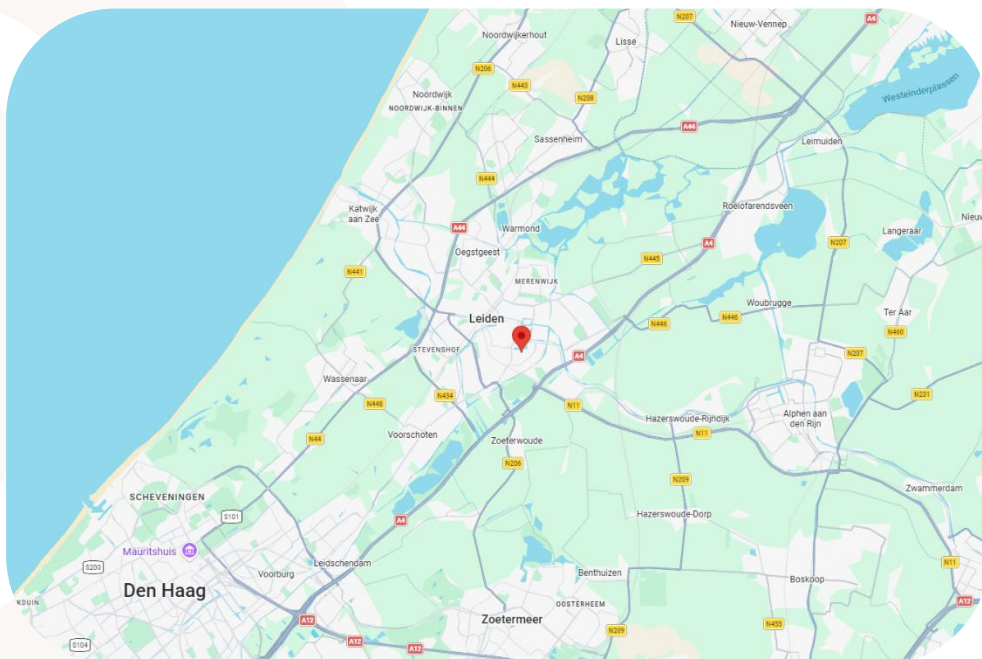 N207
A4
Noordwijkerhout
Nieuw-Vennep
Lisse
N206
N443
Westeinderplassen
Noordwijk
NOORDWIJK-BINNEN
N208
A44
Sassenheim
Leimuiden
N444
Katwijk
aan Zee
Roelofarendsveen
A44
Warmond
Oegstgeest
A4
N207
Langeraar
Nieuw
N445
N441
MERENWIJK
Woubrugge
Leiden
N446
N446
Ter Aar
N460
STEVENSHOF
A4
N207
Wassenaar
N434
N448
N11
N231
Hazerswoude-Rijndijk
Alphen aan
den Rijn
N44
Voorschoten
Zoeterwoude
N11
N206
N209
Zwammerdam
SCHEVENINGEN
S101
A4
Hazerswoude-Dorp
Mauritshuis
S200
Leidschendam
Voorburg
Benthuizen
Boskoop
N11
Den Haag
KDUIN
OOSTERHEEM
A12
Zoetermeer
A12
N209
N455
S104
A12